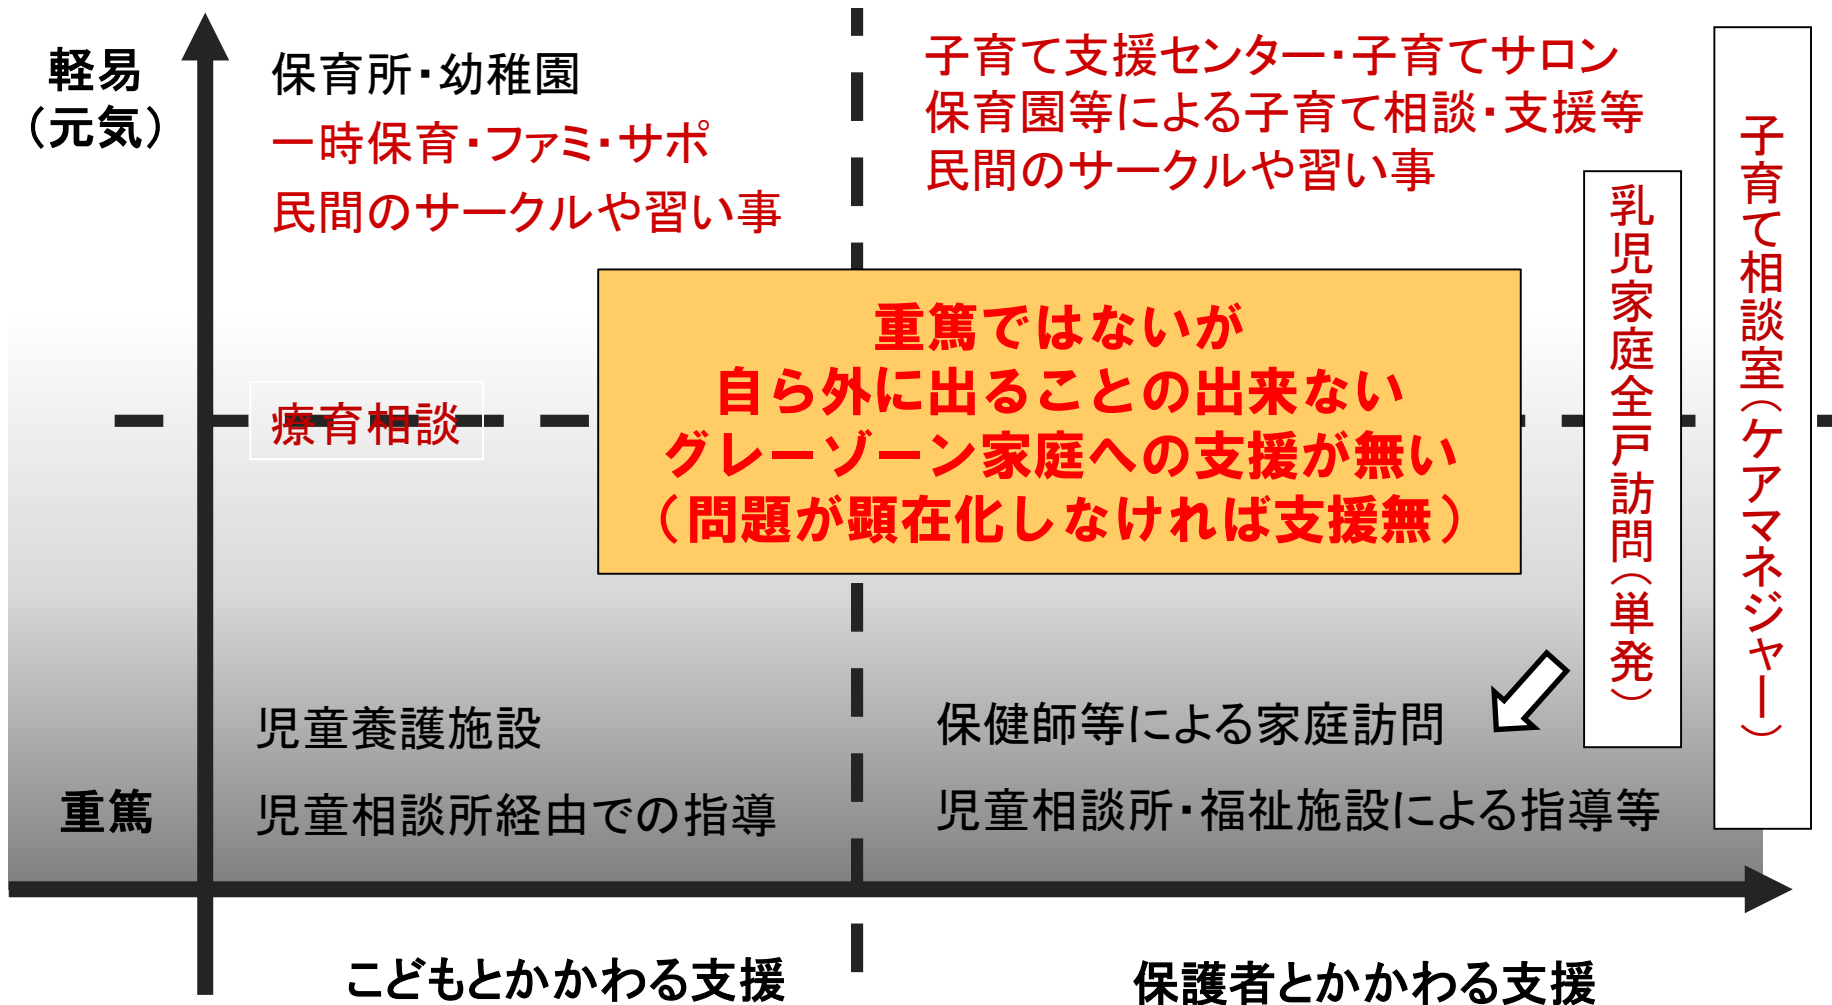 軽易
（元気）
保育所・幼稚園
一時保育・ファミ・サポ
民間のサークルや習い事
子育て支援センター・子育てサロン
保育園等による子育て相談・支援等
民間のサークルや習い事
療育相談
重篤ではないが
自ら外に出ることの出来ない
グレーゾーン家庭への支援が無い
（問題が顕在化しなければ支援無）
乳児家庭全戸訪問（単発）
子育て相談室（ケアマネジャー）
児童養護施設
児童相談所経由での指導
保健師等による家庭訪問
児童相談所・福祉施設による指導等
重篤
こどもとかかわる支援
保護者とかかわる支援